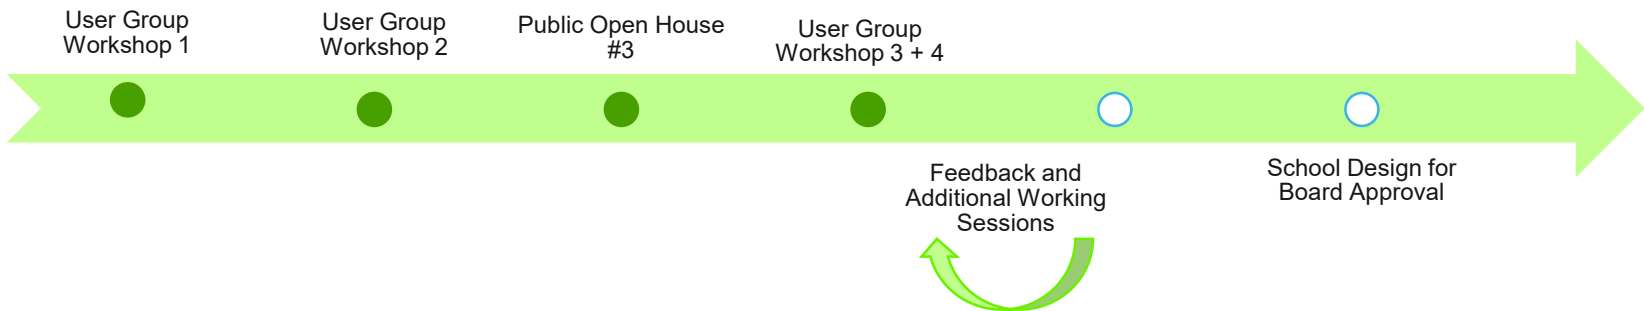 User Group
Workshop 1
User Group
Workshop 2
Public Open House
#3
User Group
Workshop 3 + 4
Feedback and
Additional Working
Sessions
School Design for
Board Approval